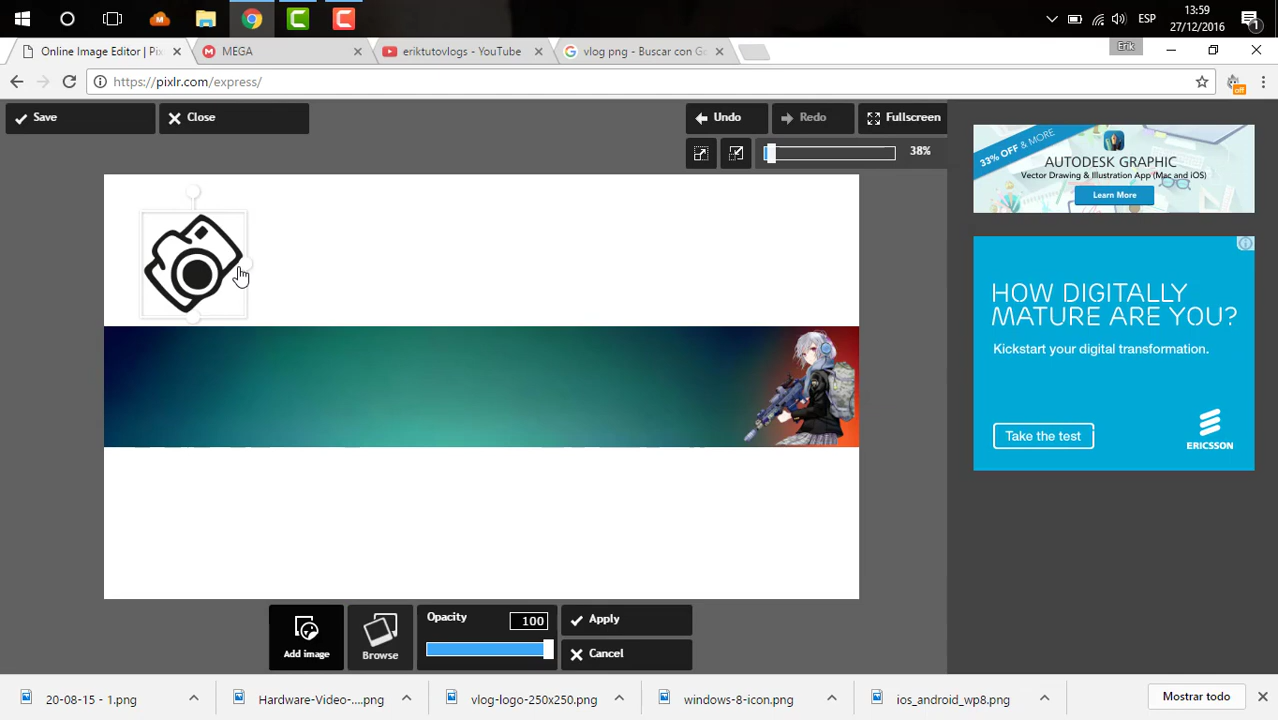 13:59
ESP
27/12/2016
1
Online Image Editor | Pix
MEGA
eriktutovlogs - YouTube
vlog png - Buscar con Go
Erik
https://pixlr.com/express/
off
Save
Close
Undo
Redo
Fullscreen
38%
33% OFF & MORE
AUTODESK GRAPHIC
Vector Drawing & Illustration App (Mac and iOS)
Learn More
HOW DIGITALLY
MATURE ARE YOU?
Kickstart your digital transformation.
Take the test
ERICSSON
Add image
Browse
Opacity
100
Apply
Cancel
20-08-15 - 1.png
Hardware-Video-....png
vlog-logo-250x250.png
windows-8-icon.png
ios_android_wp8.png
Mostrar todo